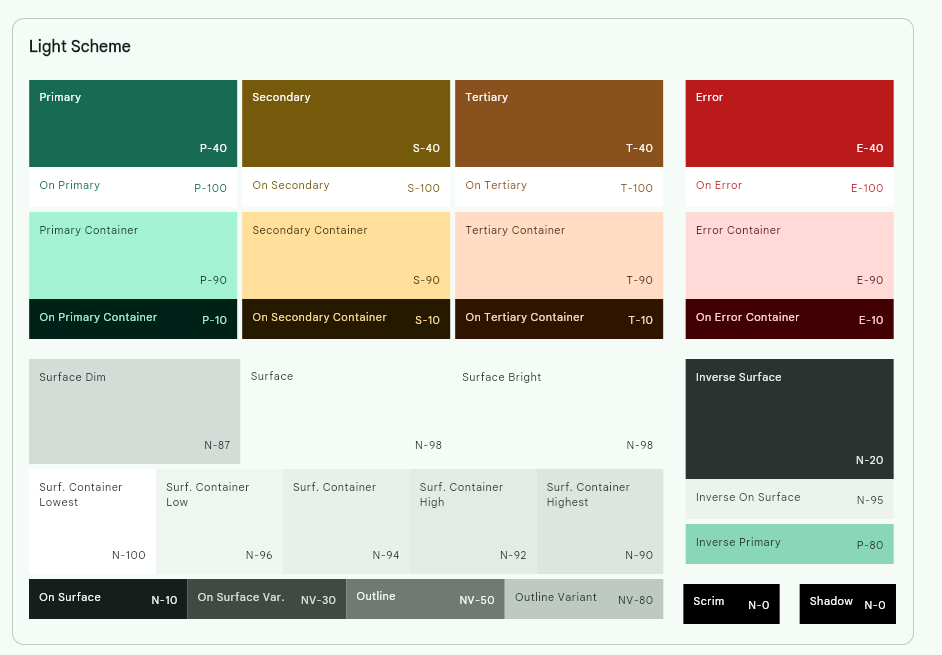 Light Scheme
Primary
P-40
Secondary
S-40
Tertiary
T-40
Error
E-40
On Primary
P-100
On Secondary
S-100
On Tertiary
T-100
On Error
E-100
Primary Container
P-90
Secondary Container
S-90
Tertiary Container
T-90
Error Container
E-90
On Primary Container
P-10
On Secondary Container
S-10
On Tertiary Container
T-10
On Error Container
E-10
Surface Dim
N-87
Surface
N-98
Surface Bright
N-98
Inverse Surface
N-20
Surf. Container
Lowest
N-100
Surf. Container
Low
N-96
Surf. Container
N-94
Surf. Container
High
N-92
Surf. Container
Highest
N-90
Inverse On Surface
N-95
Inverse Primary
P-80
On Surface
N-10
On Surface Var.
NV-30
Outline
NV-50
Outline Variant
NV-80
Scrim
N-0
Shadow
N-0